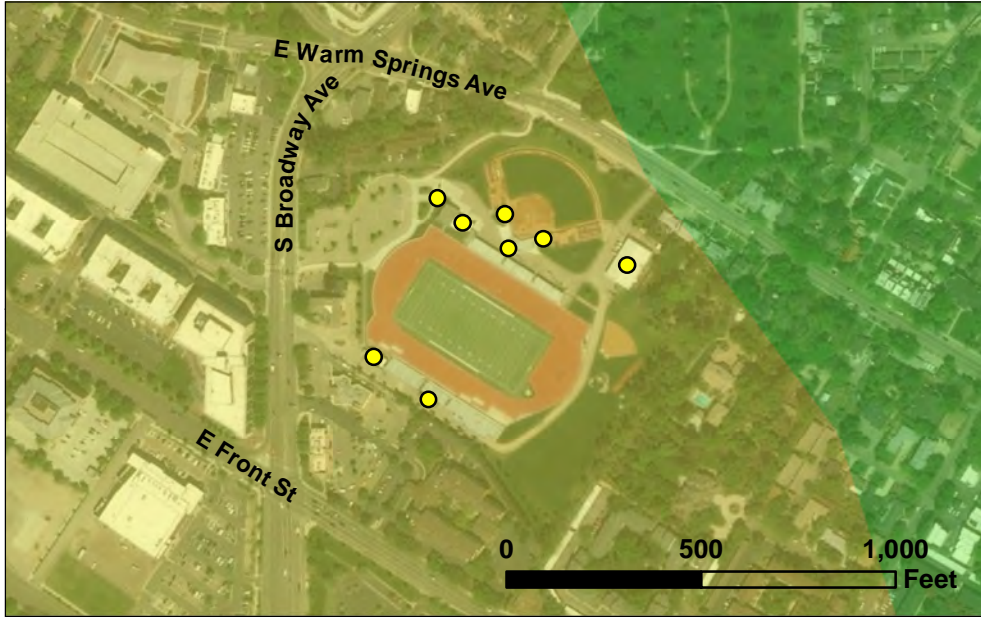 E Warm Springs Ave
S Broadway Ave
E Front St
0 500 1,000
Feet